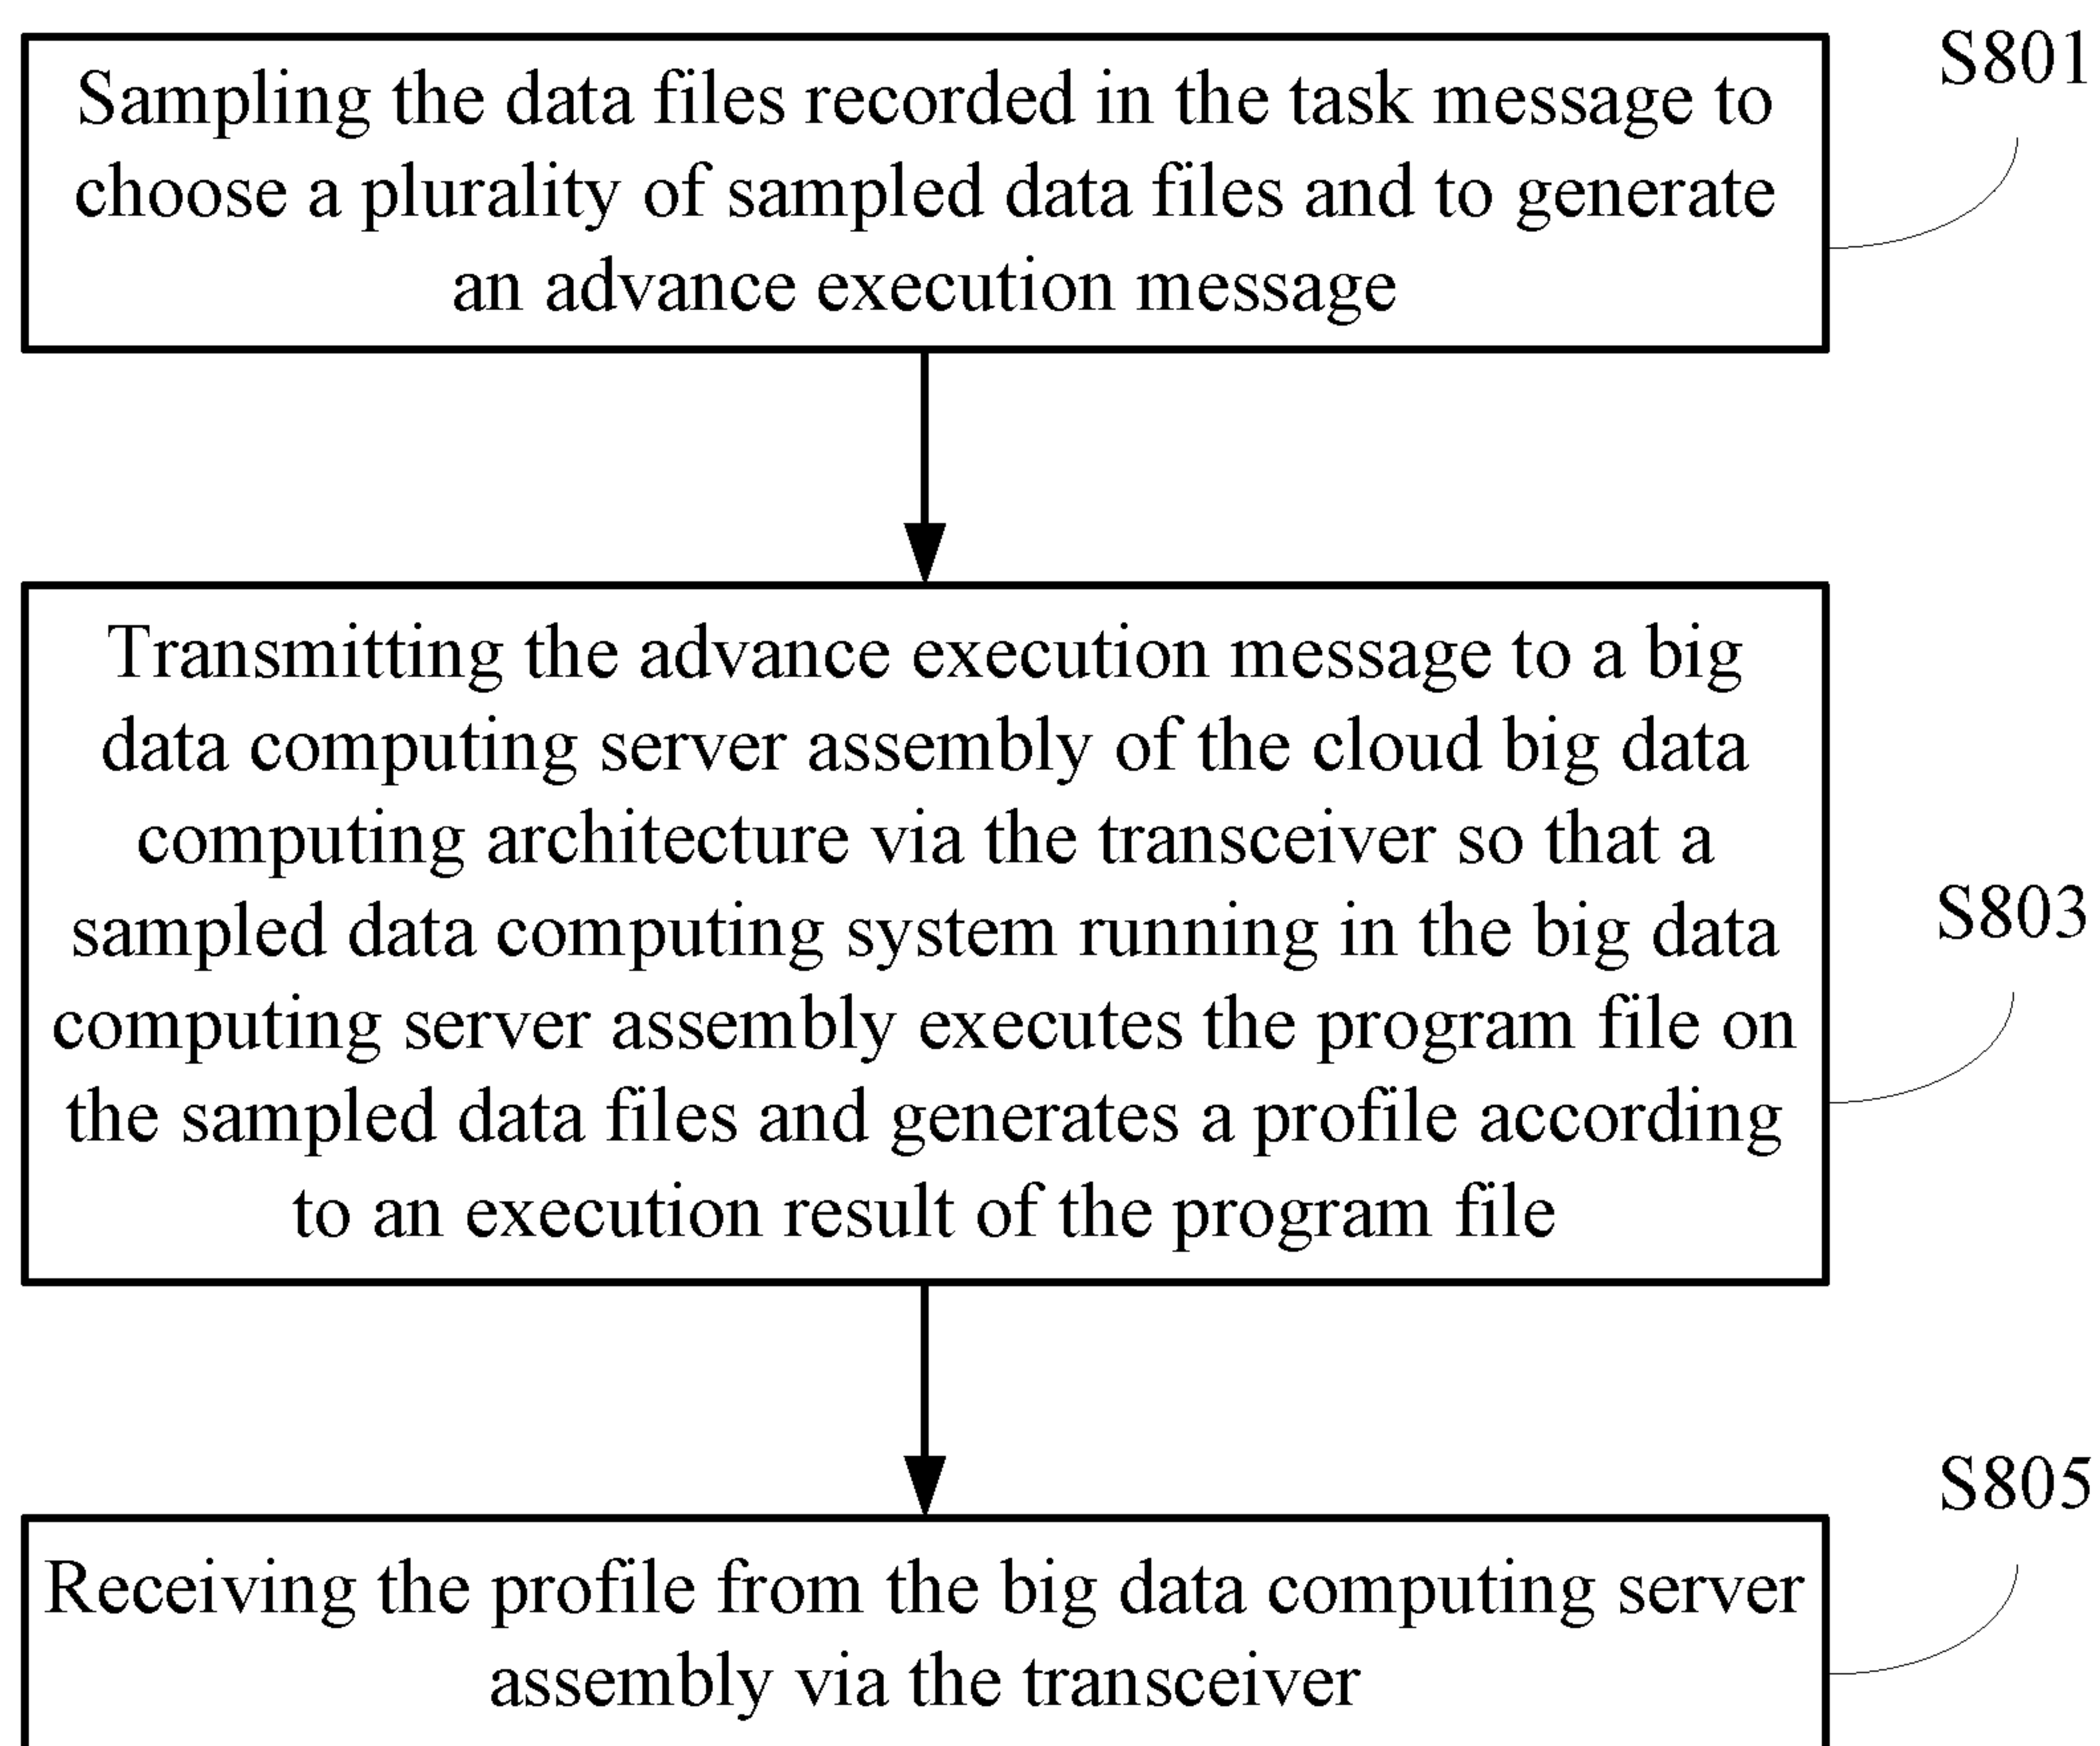 S801
Sampling the data files recorded in the task message to
choose a plurality of sampled data files and to generate
an advance execution message
Transmitting the advance execution message to a big
data computing server assembly of the cloud big data
computing architecture via the transceiver so that a
sampled data computing system running in the big data
computing server assembly executes the program file on
the sampled data files and generates a profile according
to an execution result of the program file
S803
S805
Receiving the profile from the big data computing server
assembly via the transceiver